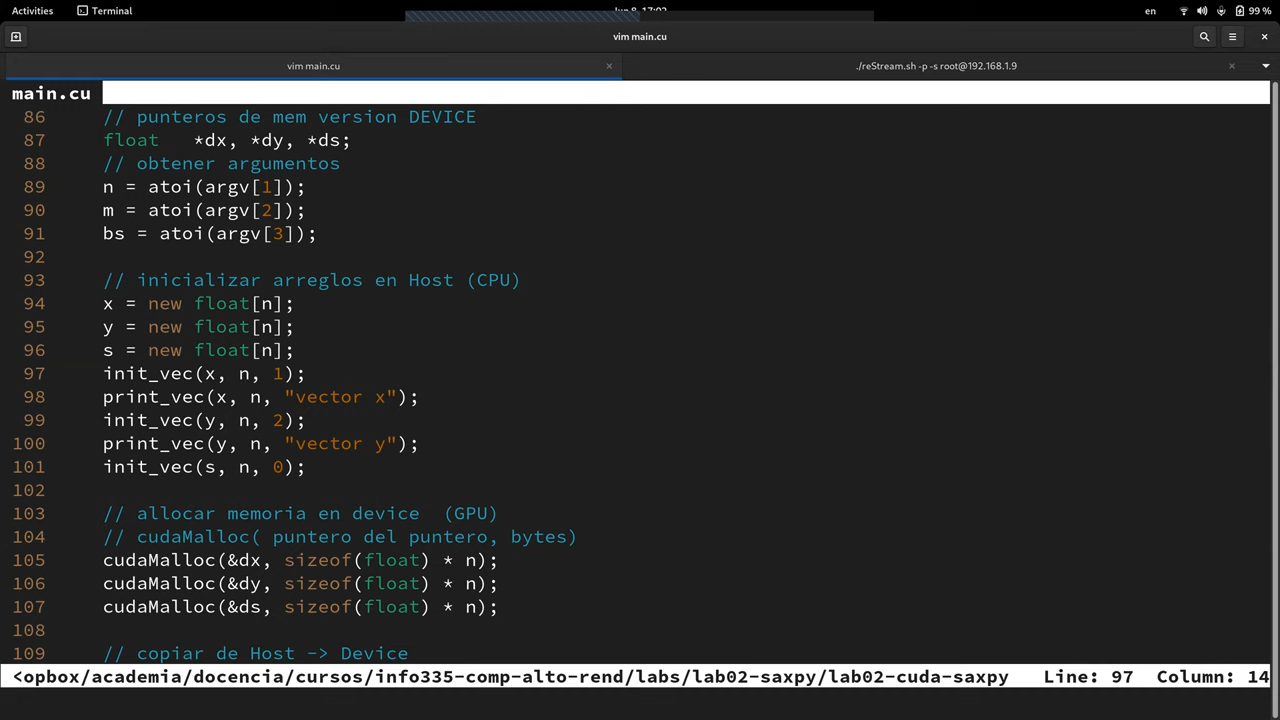 Activities Terminal en 99 %
vim main.cu
vim main.cu × ./reStream.sh -p -s root@192.168.1.9 ×
main.cu
86 // punteros de mem version DEVICE
87 float *dx, *dy, *ds;
88 // obtener argumentos
89 n = atoi(argv[1]);
90 m = atoi(argv[2]);
91 bs = atoi(argv[3]);
92
93 // inicializar arreglos en Host (CPU)
94 x = new float[n];
95 y = new float[n];
96 s = new float[n];
97 init_vec(x, n, 1);
98 print_vec(x, n, "vector x");
99 init_vec(y, n, 2);
100 print_vec(y, n, "vector y");
101 init_vec(s, n, 0);
102
103 // allocar memoria en device  (GPU)
104 // cudaMalloc( puntero del puntero, bytes)
105 cudaMalloc(&dx, sizeof(float) * n);
106 cudaMalloc(&dy, sizeof(float) * n);
107 cudaMalloc(&ds, sizeof(float) * n);
108
109 // copiar de Host -> Device
<opbox/academia/docencia/cursos/info335-comp-alto-rend/labs/lab02-saxpy/lab02-cuda-saxpy Line: 97 Column: 14